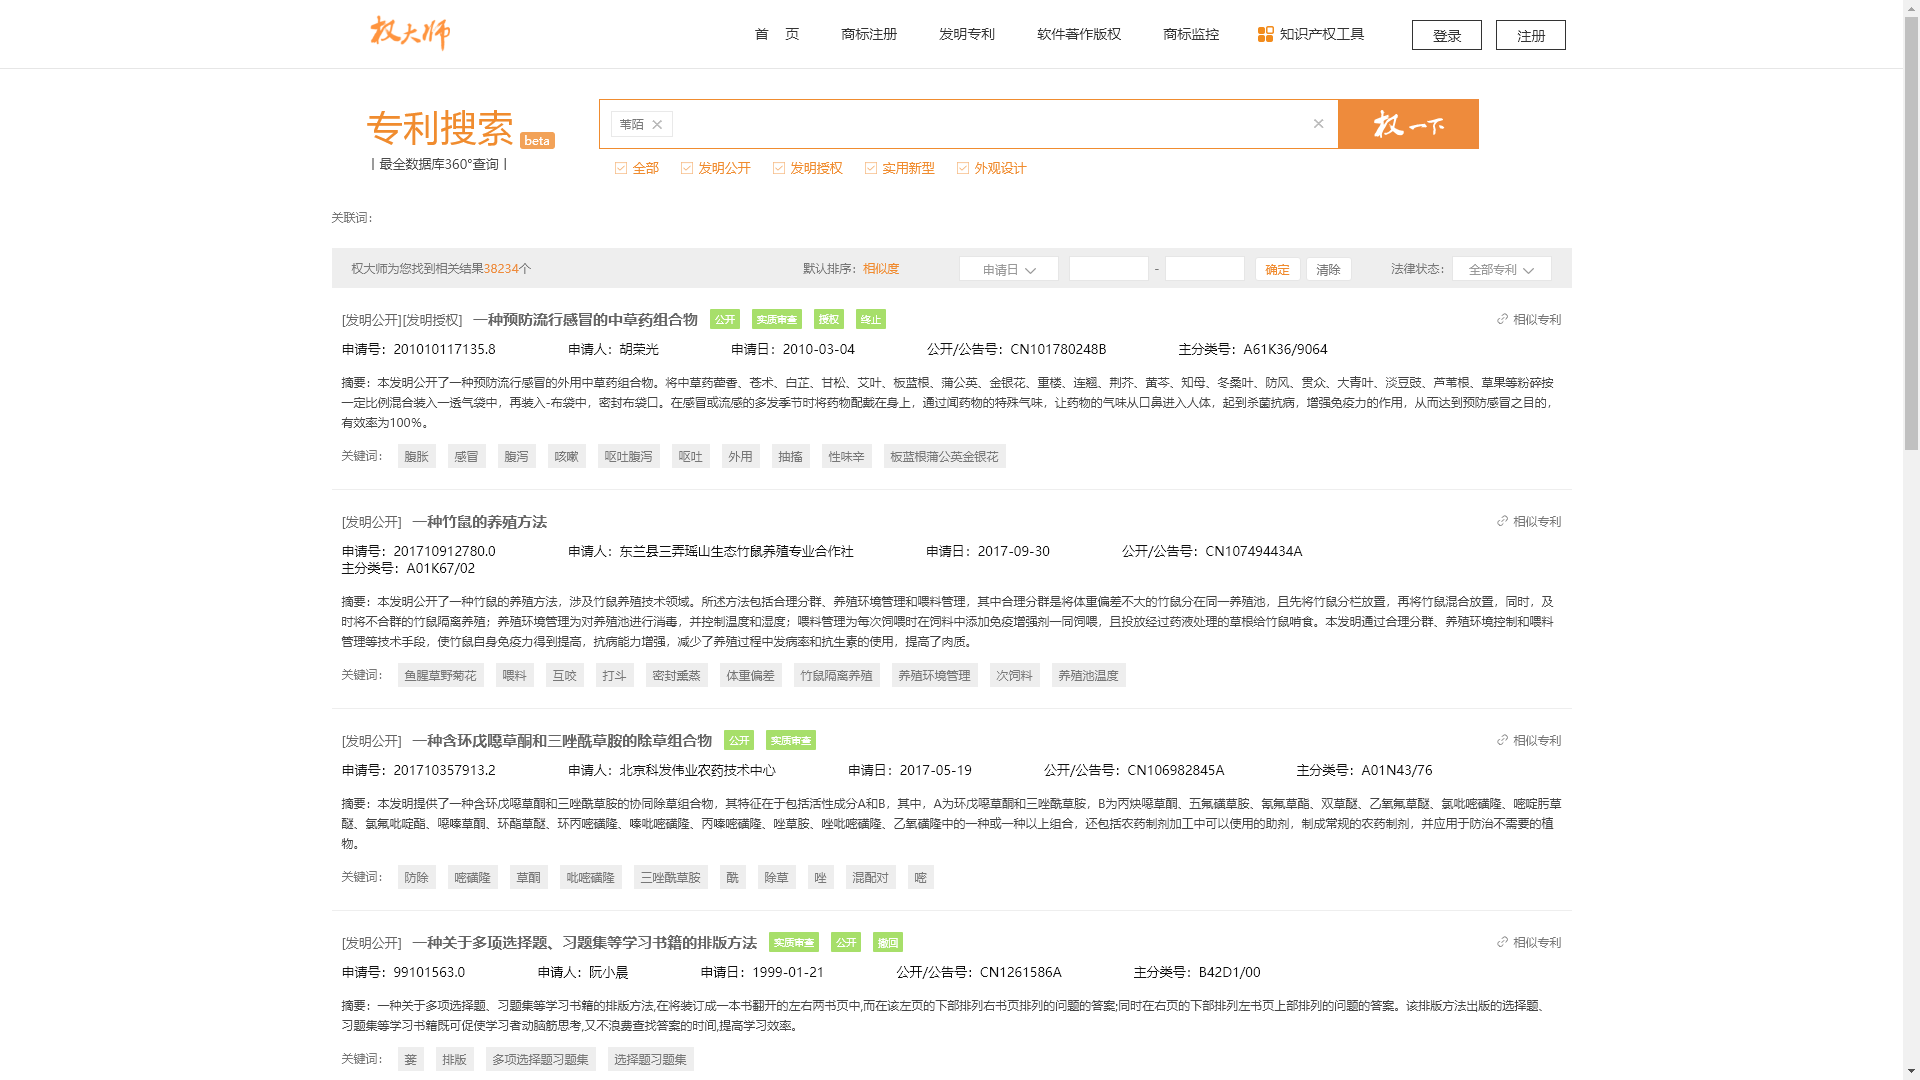 权大师
首 页 商标注册 发明专利 软件著作版权 商标监控 知识产权工具 登录 注册
专利搜索 beta
丨最全数据库360°查询丨
苇陌 × × 权一下
全部 发明公开 发明授权 实用新型 外观设计
关联词：
权大师为您找到相关结果38234个 默认排序：相似度 申请日 - 确定 清除 法律状态： 全部专利
[发明公开][发明授权] 一种预防流行感冒的中草药组合物 公开 实质审查 授权 终止 相似专利
申请号：201010117135.8 申请人：胡荣光 申请日：2010-03-04 公开/公告号：CN101780248B 主分类号：A61K36/9064
摘要：本发明公开了一种预防流行感冒的外用中草药组合物。将中草药藿香、苍术、白芷、甘松、艾叶、板蓝根、蒲公英、金银花、重楼、连翘、荆芥、黄芩、知母、冬桑叶、防风、贯众、大青叶、淡豆豉、芦苇根、草果等粉碎按
一定比例混合装入一透气袋中，再装入-布袋中，密封布袋口。在感冒或流感的多发季节时将药物配戴在身上，通过闻药物的特殊气味，让药物的气味从口鼻进入人体，起到杀菌抗病，增强免疫力的作用，从而达到预防感冒之目的，
有效率为100%。
关键词： 腹胀 感冒 腹泻 咳嗽 呕吐腹泻 呕吐 外用 抽搐 性味辛 板蓝根蒲公英金银花
[发明公开] 一种竹鼠的养殖方法 相似专利
申请号：201710912780.0 申请人：东兰县三弄瑶山生态竹鼠养殖专业合作社 申请日：2017-09-30 公开/公告号：CN107494434A
主分类号：A01K67/02
摘要：本发明公开了一种竹鼠的养殖方法，涉及竹鼠养殖技术领域。所述方法包括合理分群、养殖环境管理和喂料管理，其中合理分群是将体重偏差不大的竹鼠分在同一养殖池，且先将竹鼠分栏放置，再将竹鼠混合放置，同时，及
时将不合群的竹鼠隔离养殖；养殖环境管理为对养殖池进行消毒，并控制温度和湿度；喂料管理为每次饲喂时在饲料中添加免疫增强剂一同饲喂，且投放经过药液处理的草根给竹鼠啃食。本发明通过合理分群、养殖环境控制和喂料
管理等技术手段，使竹鼠自身免疫力得到提高，抗病能力增强，减少了养殖过程中发病率和抗生素的使用，提高了肉质。
关键词： 鱼腥草野菊花 喂料 互咬 打斗 密封熏蒸 体重偏差 竹鼠隔离养殖 养殖环境管理 次饲料 养殖池温度
[发明公开] 一种含环戊噁草酮和三唑酰草胺的除草组合物 公开 实质审查 相似专利
申请号：201710357913.2 申请人：北京科发伟业农药技术中心 申请日：2017-05-19 公开/公告号：CN106982845A 主分类号：A01N43/76
摘要：本发明提供了一种含环戊噁草酮和三唑酰草胺的协同除草组合物，其特征在于包括活性成分A和B，其中，A为环戊噁草酮和三唑酰草胺，B为丙炔噁草酮、五氟磺草胺、氰氟草酯、双草醚、乙氧氟草醚、氯吡嘧磺隆、嘧啶肟草
醚、氯氟吡啶酯、噁嗪草酮、环酯草醚、环丙嘧磺隆、嗪吡嘧磺隆、丙嗪嘧磺隆、唑草胺、唑吡嘧磺隆、乙氧磺隆中的一种或一种以上组合，还包括农药制剂加工中可以使用的助剂，制成常规的农药制剂，并应用于防治不需要的植
物。
关键词： 防除 嘧磺隆 草酮 吡嘧磺隆 三唑酰草胺 酰 除草 唑 混配对 嘧
[发明公开] 一种关于多项选择题、习题集等学习书籍的排版方法 实质审查 公开 撤回 相似专利
申请号：99101563.0 申请人：阮小晨 申请日：1999-01-21 公开/公告号：CN1261586A 主分类号：B42D1/00
摘要：一种关于多项选择题、习题集等学习书籍的排版方法,在将装订成一本书翻开的左右两书页中,而在该左页的下部排列右书页排列的问题的答案;同时在右页的下部排列左书页上部排列的问题的答案。该排版方法出版的选择题、
习题集等学习书籍既可促使学习者动脑筋思考,又不浪费查找答案的时间,提高学习效率。
关键词： 蒌 排版 多项选择题习题集 选择题习题集